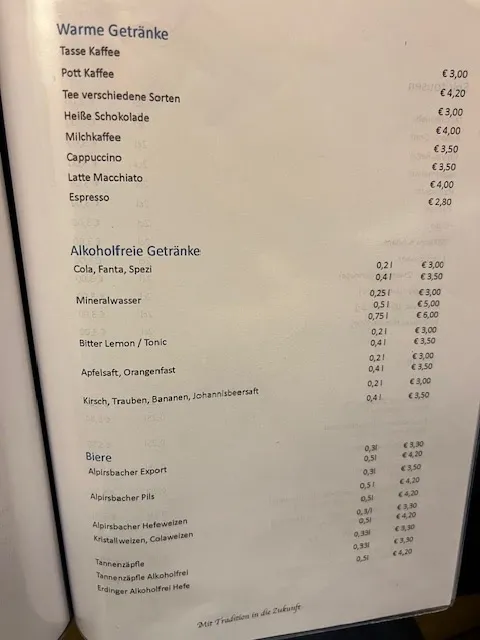 Warme Getränke
Tasse Kaffee € 3,00
Pott Kaffee € 4,20
Tee verschiedene Sorten € 3,00
Heiße Schokolade € 4,00
Milchkaffee € 3,50
Cappuccino € 3,50
Latte Macchiato € 4,00
Espresso € 2,80
Alkoholfreie Getränke
Cola, Fanta, Spezi 0,2 l € 3,00
0,4 l € 3,50
Mineralwasser 0,25 l € 3,00
0,5 l € 5,00
0,75 l € 6,00
Bitter Lemon / Tonic 0,2 l € 3,00
0,4 l € 3,50
Apfelsaft, Orangenfast 0,2 l € 3,00
0,4 l € 3,50
Kirsch, Trauben, Bananen, Johannisbeersaft 0,2 l € 3,00
0,4 l € 3,50
Biere
Alpirsbacher Export 0,3l € 3,30
0,5l € 4,20
Alpirsbacher Pils 0,3l € 3,50
0,5 l € 4,20
Alpirsbacher Hefeweizen 0,5l € 4,20
Kristallweizen, Colaweizen 0,3/l € 3,30
0,5l € 4,20
Tannenzäpfle 0,33l € 3,30
Tannenzäpfle Alkoholfrei 0,33l € 3,30
Erdinger Alkoholfrei Hefe 0,5l € 4,20
Mit Tradition in die Zukunft